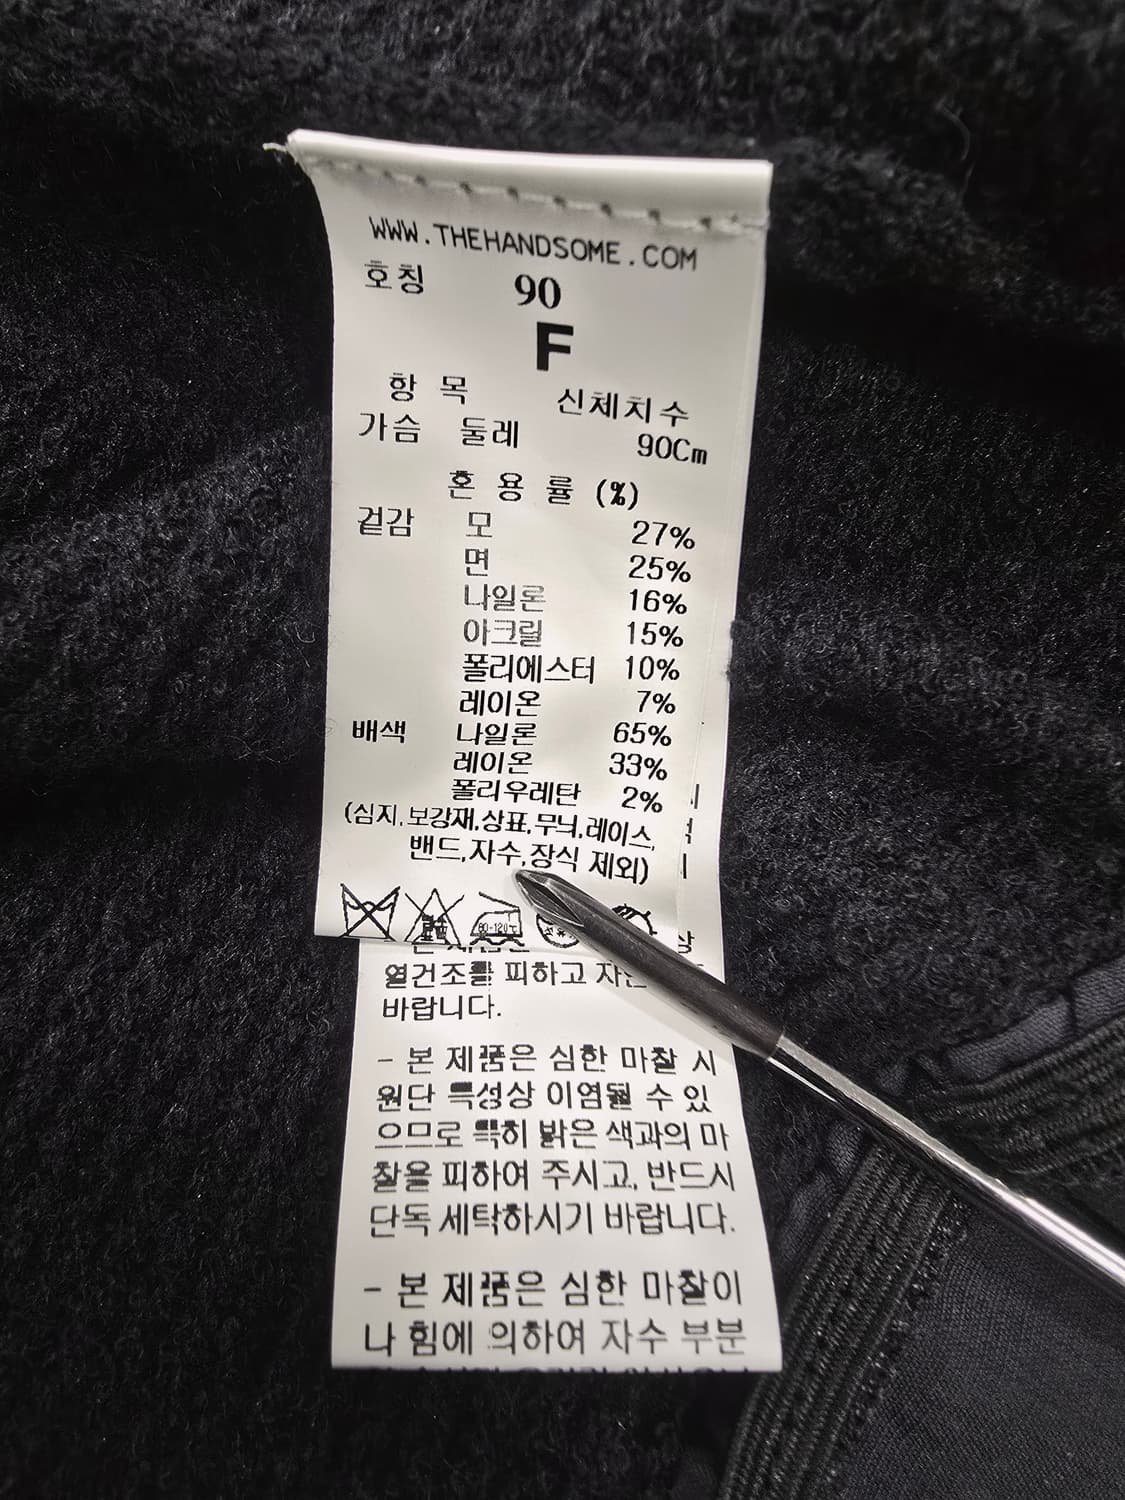 WWW.THEHANDSOME.COM
호칭 90
F
항 목 신체치수
가슴 둘레 90Cm
혼 용 률 (%)
겉감 모 27%
면 25%
나일론 16%
아크릴 15%
폴리에스터 10%
레이온 7%
배색 나일론 65%
레이온 33%
폴리우레탄 2%
(심지,보강재,상표,무늬,레이스,
밴드,자수,장식 제외)
80-120℃
열건조를 피하고
바랍니다.
- 본 제품은 심한 마찰 시
원단 특성상 이염될 수 있
으므로 특히 밝은 색과의 마
찰을 피하여 주시고, 반드시
단독 세탁하시기 바랍니다.
- 본 제품은 심한 마찰이
나 힘에 의하여 자수 부분